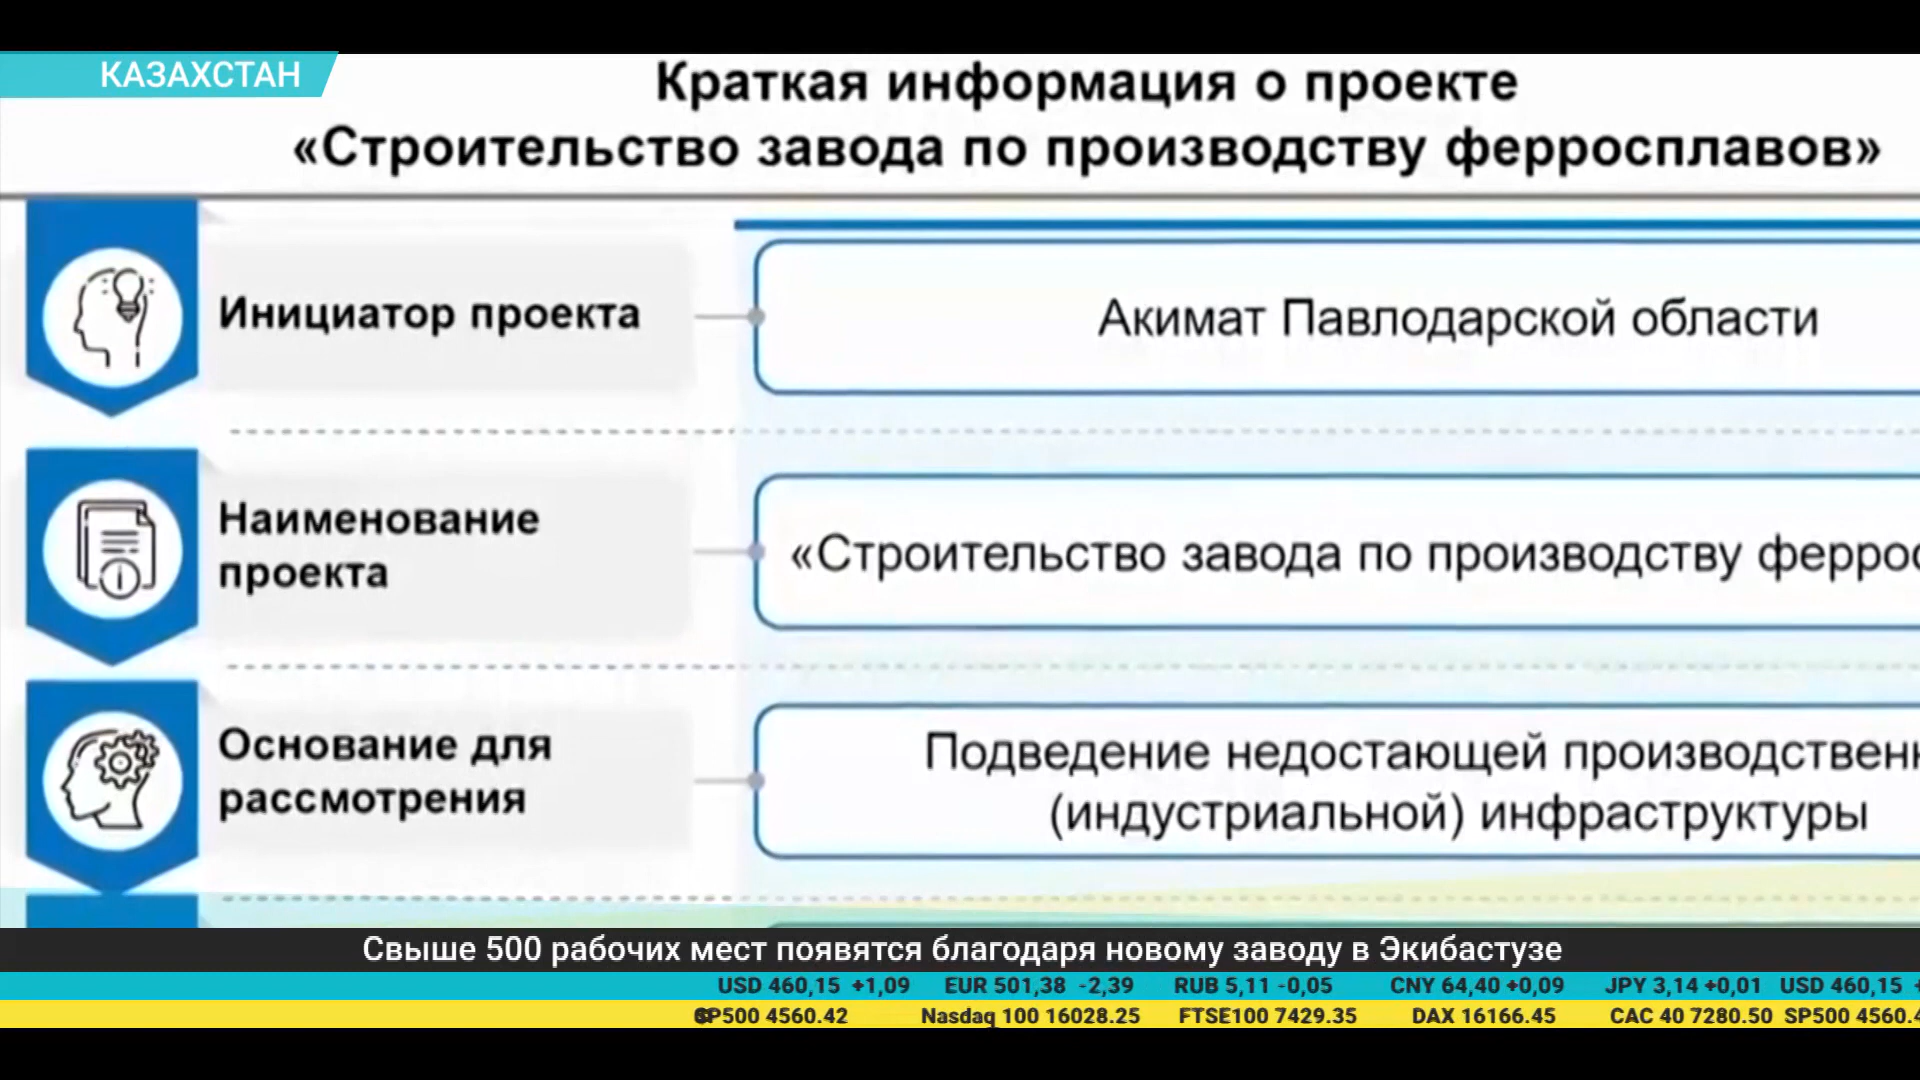 КАЗАХСТАН
Краткая информация о проекте
«Строительство завода по производству ферросплавов»
Инициатор проекта
Акимат Павлодарской области
Наименование
проекта
«Строительство завода по производству
Основание для
рассмотрения
Подведение недостающей
(индустриальной) инфраструктуры
Свыше 500 рабочих мест появятся благодаря новому заводу в Экибастузе
USD 460,15 +1,09 EUR 501,38 -2,39 RUB 5,11 -0,05 CNY 64,40 +0,09 JPY 3,14 +0,01 USD 460,15
SP500 4560.42 Nasdaq 100 16028.25 FTSE100 7429.35 DAX 16166.45 CAC 40 7280.50 SP500